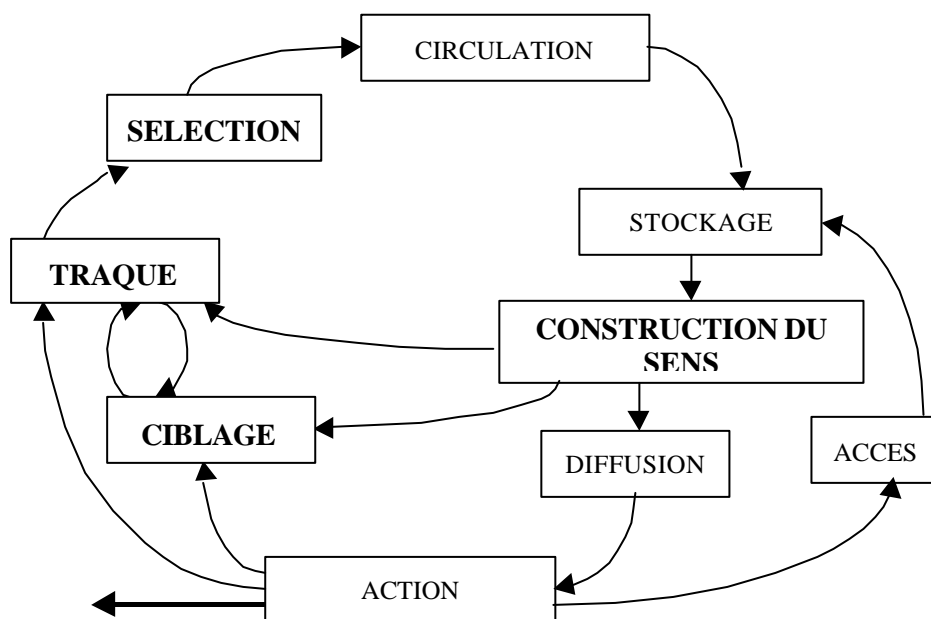 CIRCULATION
SELECTION
STOCKAGE
TRAQUE
CONSTRUCTION DU
SENS
CIBLAGE
DIFFUSION
ACCES
ACTION